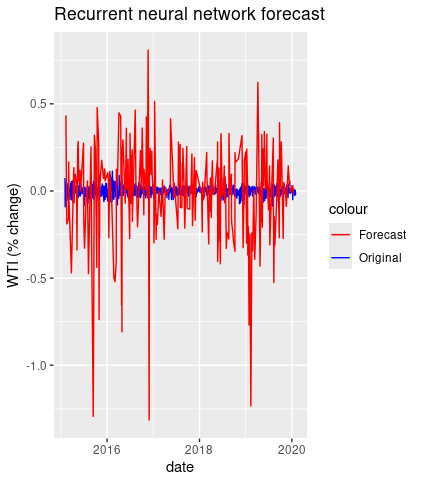 Recurrent neural network forecast
WTI (% change)
0.5
0.0
-0.5
-1.0
2016
2018
2020
date
colour
Forecast
Original